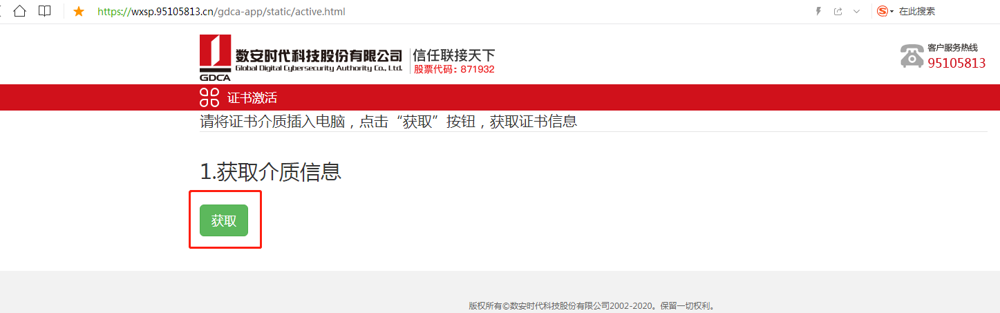 https://wxsp.95105813.cn/gdca-app/static/active.html
在此搜索
数安时代科技股份有限公司
Global Digital Cybersecurity Authority Co., Ltd.
GDCA
信任联接天下
股票代码：871932
客户服务热线
95105813
证书激活
请将证书介质插入电脑，点击“获取”按钮，获取证书信息
1.获取介质信息
获取
版权所有©数安时代科技股份有限公司2002-2020。保留一切权利。